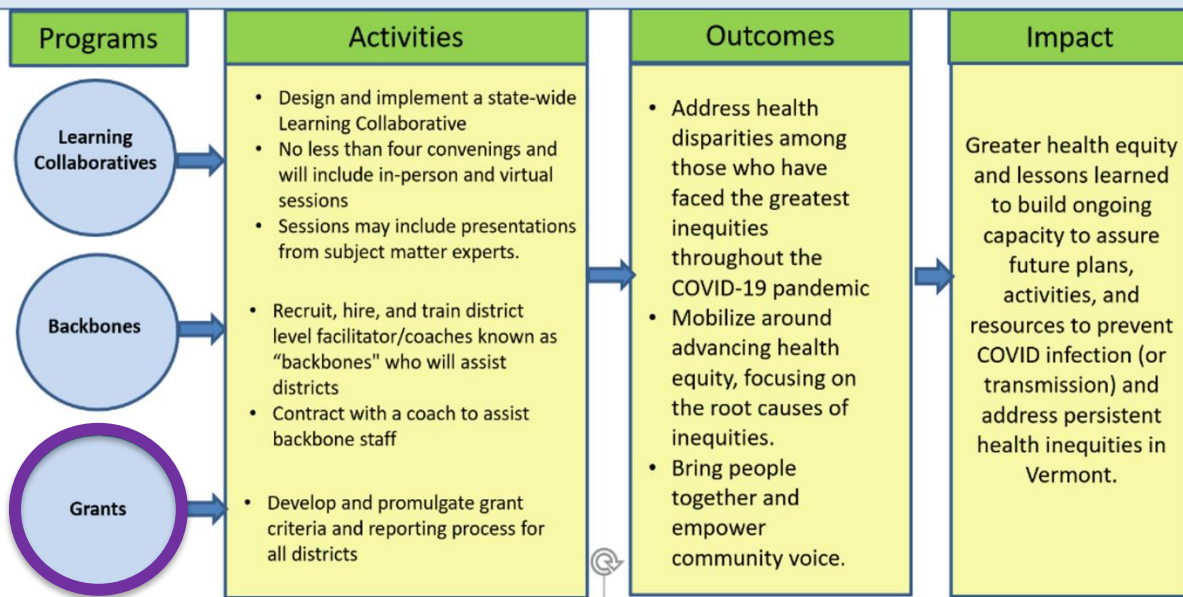 Programs
Learning
Collaboratives
Backbones
Grants
Activities
• Design and implement a state-wide
Learning Collaborative
• No less than four convenings and
will include in-person and virtual
sessions
• Sessions may include presentations
from subject matter experts.
• Recruit, hire, and train district
level facilitator/coaches known as
“backbones" who will assist
districts
• Contract with a coach to assist
backbone staff
• Develop and promulgate grant
criteria and reporting process for
all districts
Outcomes
• Address health
disparities among
those who have
faced the greatest
inequities
throughout the
COVID-19 pandemic
• Mobilize around
advancing health
equity, focusing on
the root causes of
inequities.
• Bring people
together and
empower
community voice.
Impact
Greater health equity
and lessons learned
to build ongoing
capacity to assure
future plans,
activities, and
resources to prevent
COVID infection (or
transmission) and
address persistent
health inequities in
Vermont.